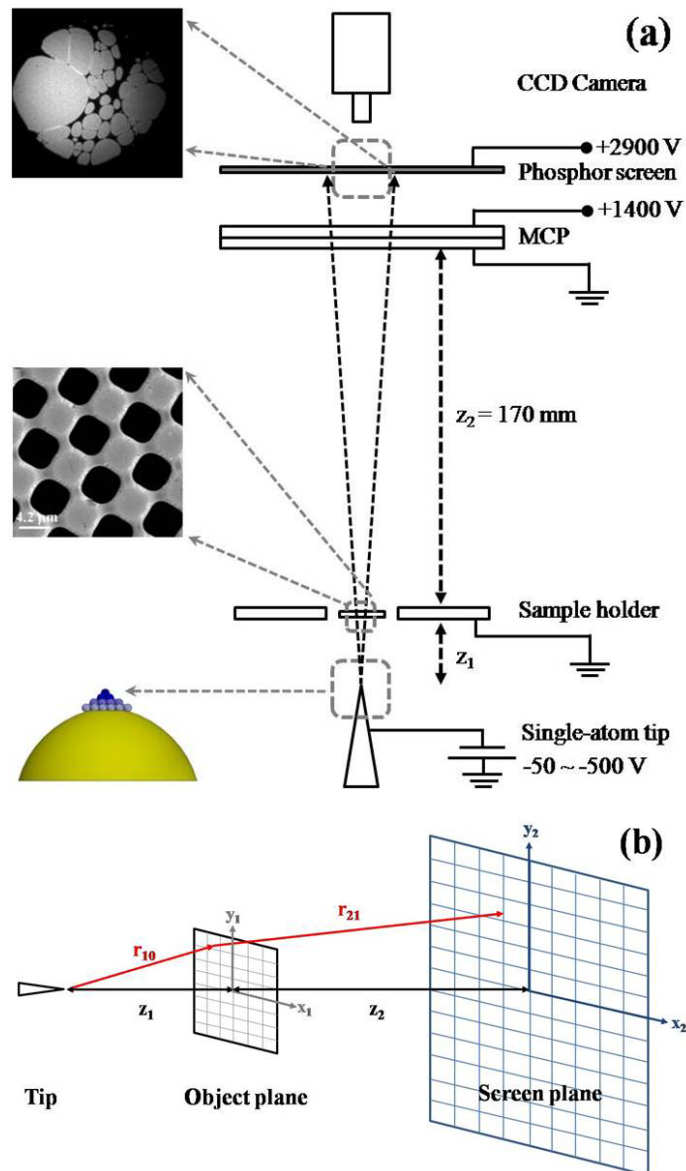 (a)
CCD Camera
+2900 V
Phosphor screen
+1400 V
MCP
z₂ = 170 mm
4.2 μm
Sample holder
z₁
Single-atom tip
-50 ~ -500 V
(b)
y₂
r₂₁
y₁
r₁₀
x₁
z₁
z₂
x₂
Tip
Object plane
Screen plane